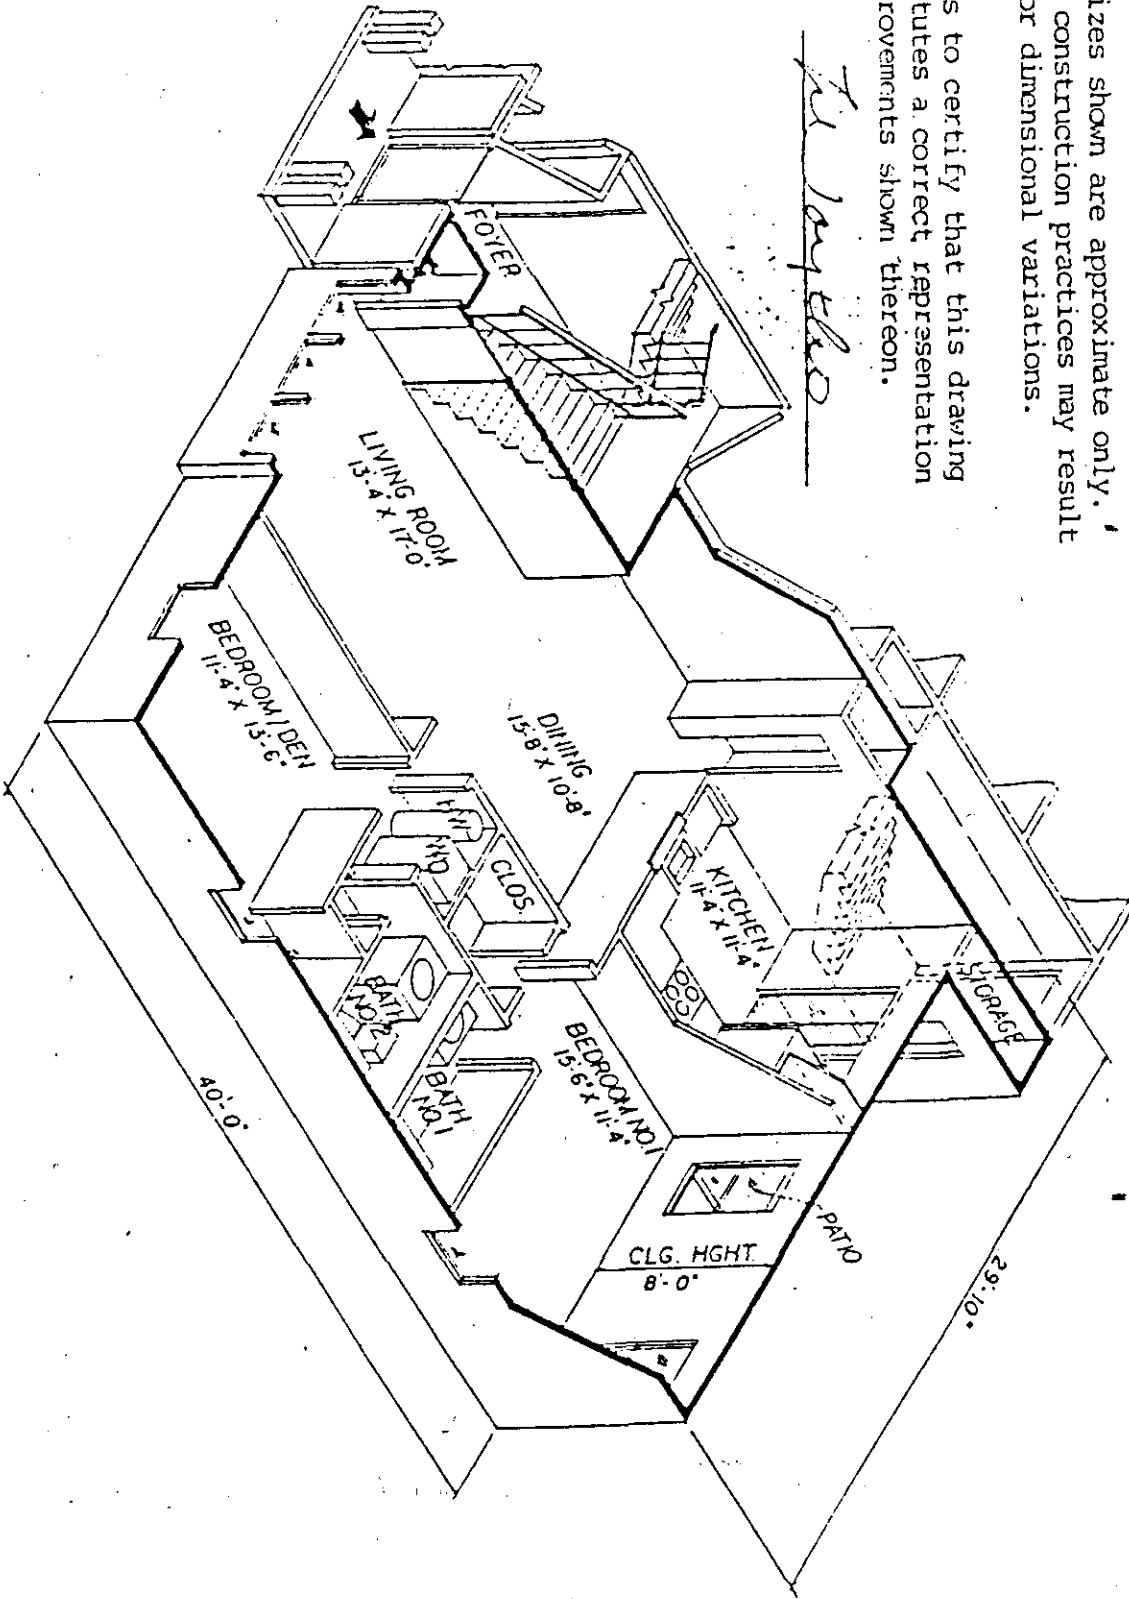 izes shown are approximate only.
construction practices may result
or dimensional variations.
s to certify that this drawing
tutes a correct representation
rovements shown thereon.
FOYER
LIVING ROOM
13'-4" X 17'-0"
BEDROOM / DEN
11'-4" X 13'-6"
DINING
15'-8" X 10'-8"
KITCHEN
11'-4" X 11'-4"
STORAGE
CLOS.
WH
BATH
NO. 2
BATH
NO. 1
BEDROOM NO. 1
15'-6" X 11'-4"
PATIO
CLG. HGHT.
8'-0"
40'-0"
29'-10"